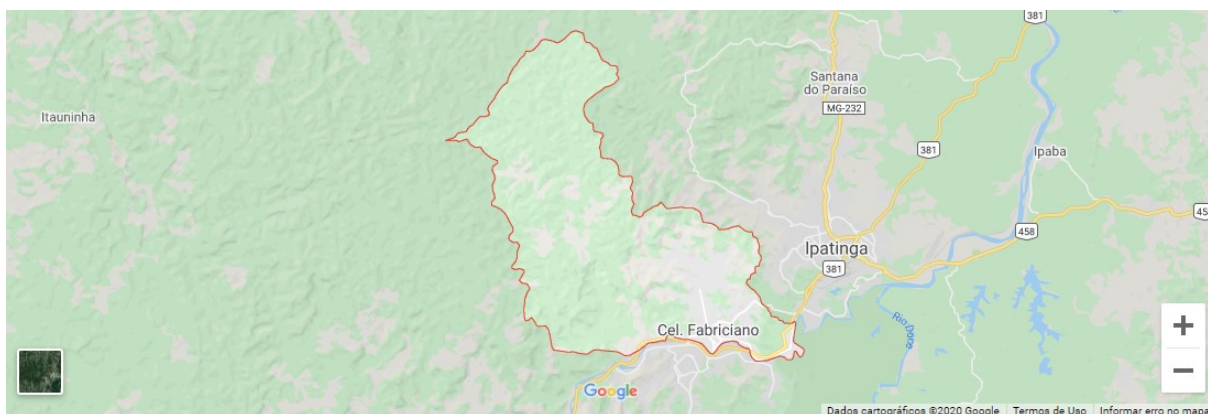 381
Santana
do Paraíso
MG-232
Itauninha
381
Ipaba
458
Ipatinga
381
Rio Doce
Cel. Fabriciano
+
−
Google
Dados cartográficos ©2020 Google
Termos de Uso
Informar erro no mapa